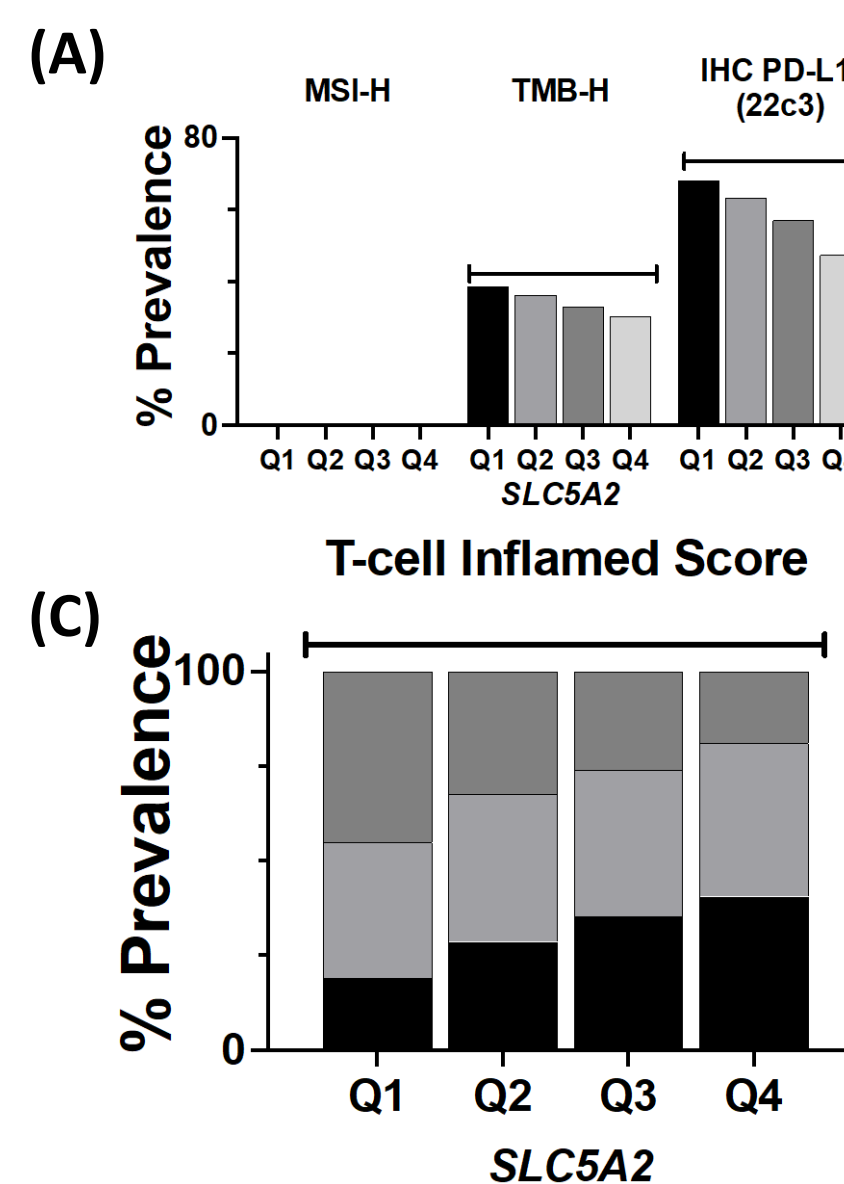 (A)
MSI-H
TMB-H
IHC PD-L1
(22c3)
% Prevalence
80
0
Q1 Q2 Q3 Q4
Q1 Q2 Q3 Q4
Q1 Q2 Q3
SLC5A2
T-cell Inflamed Score
(C)
% Prevalence
100
0
Q1 Q2 Q3 Q4
SLC5A2